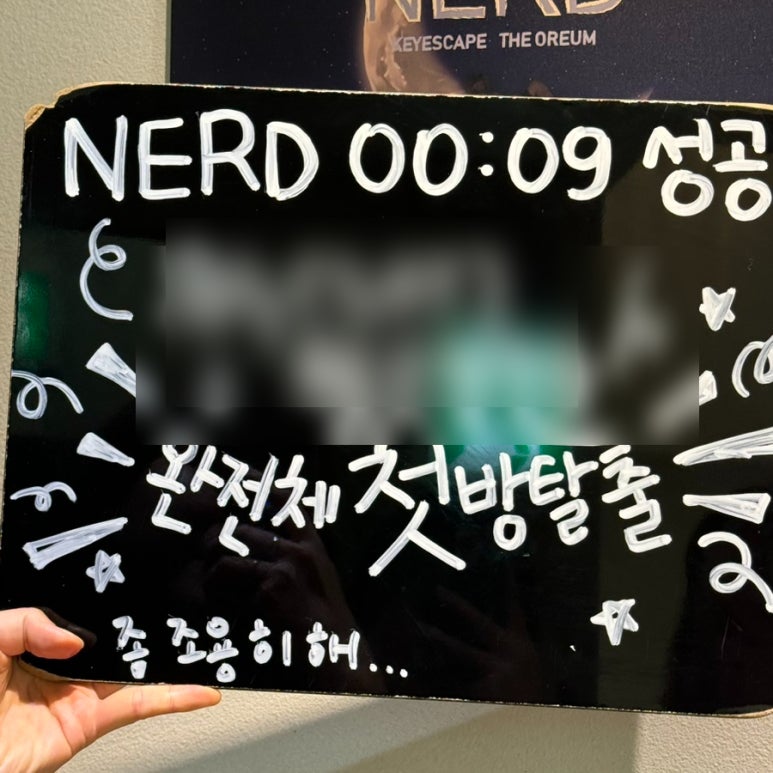 NERD
KEYESCAPE THE OREUM
NERD 00:09 성공
완전체 첫방탈출
좀 조용히 해...